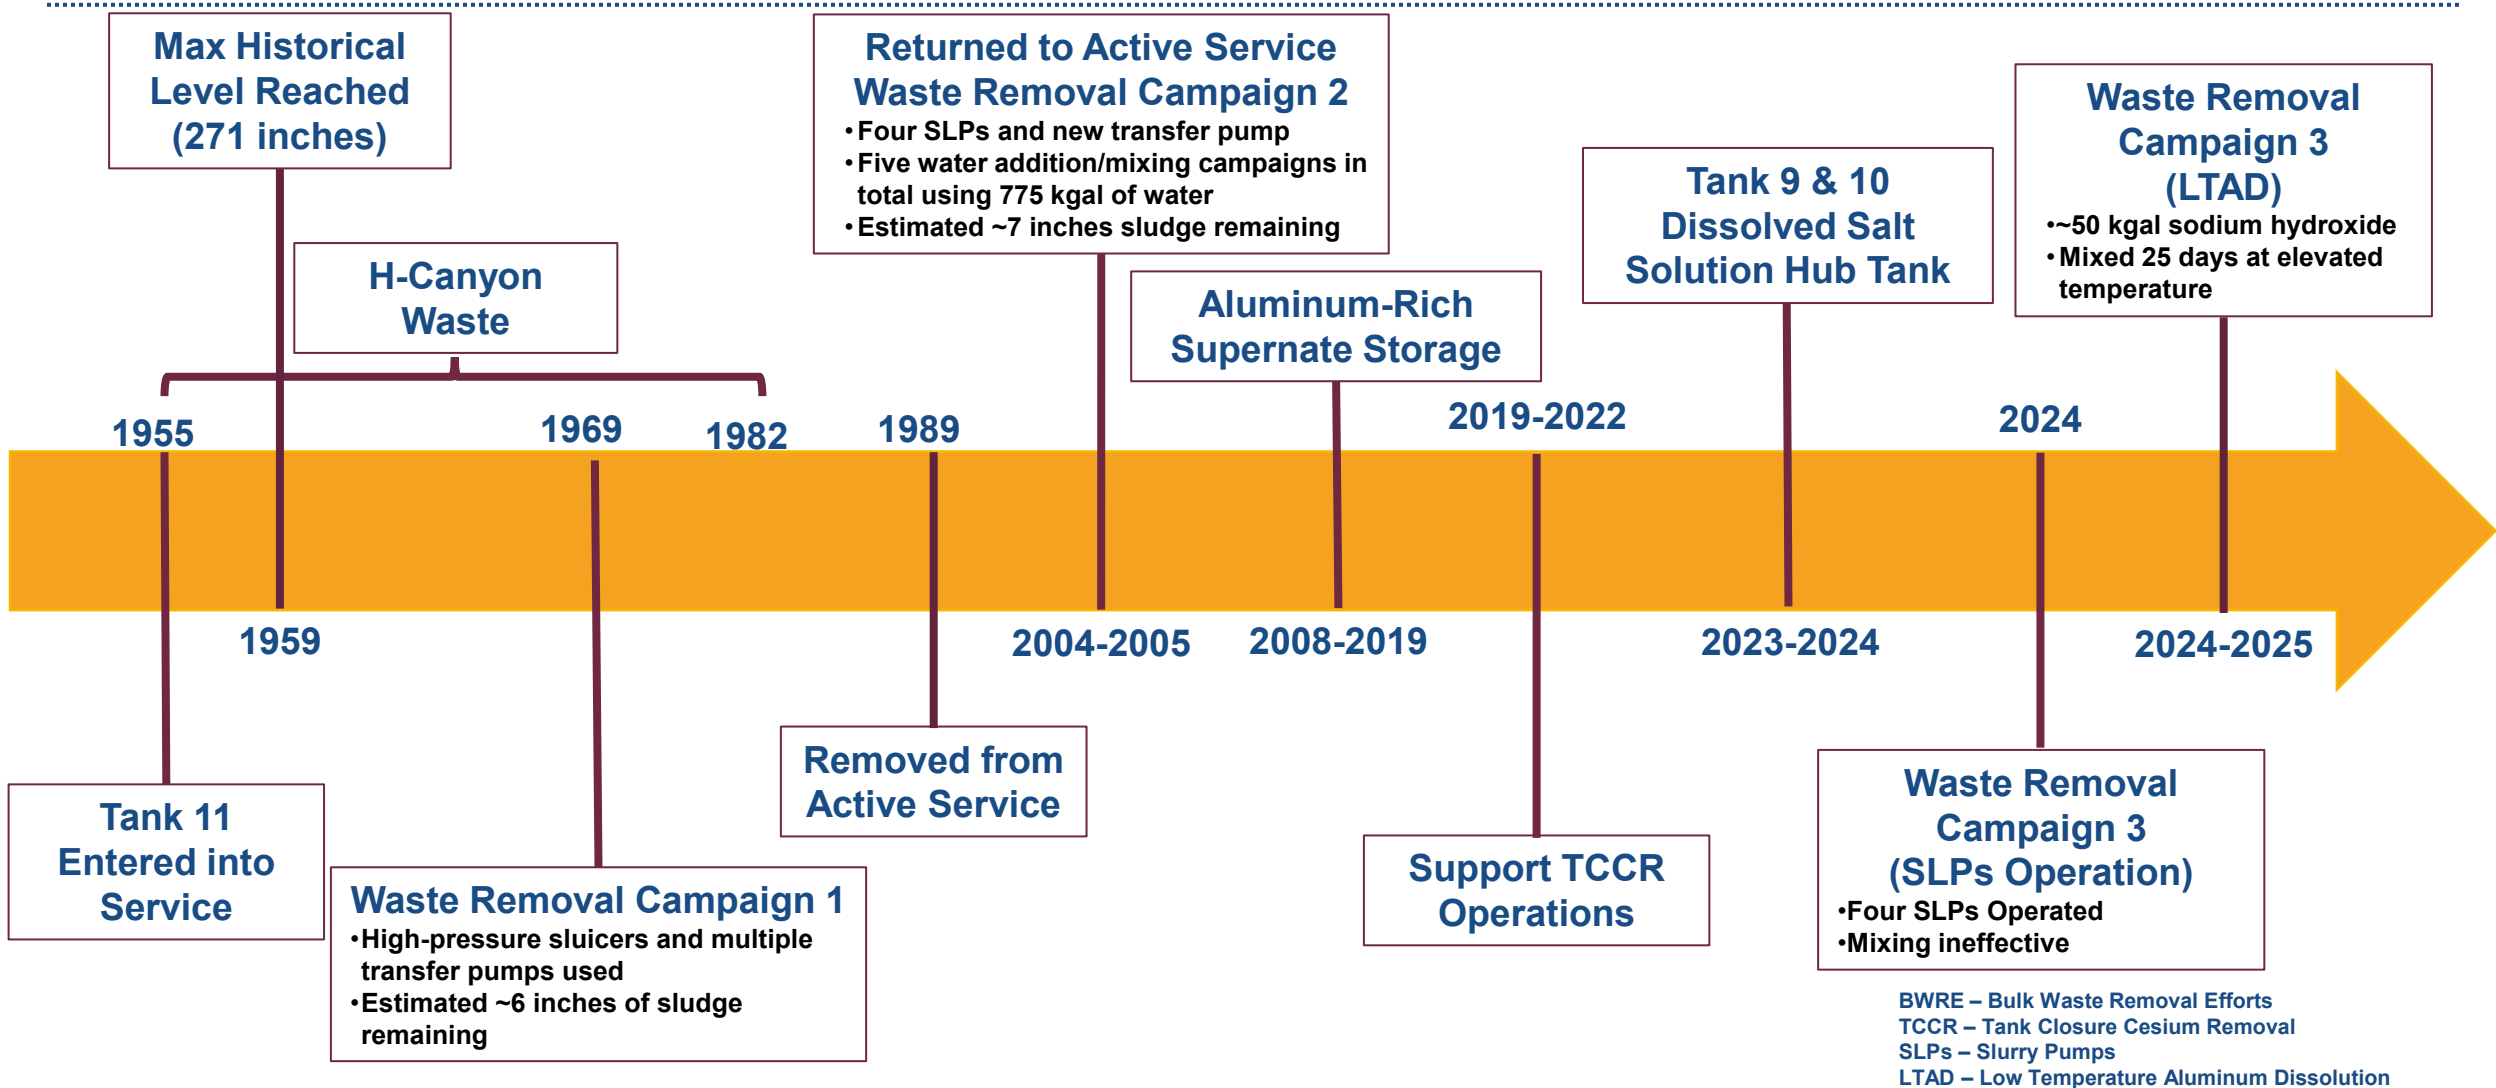 Max Historical
Level Reached
(271 inches)
H-Canyon
Waste
Returned to Active Service
Waste Removal Campaign 2
•Four SLPs and new transfer pump
•Five water addition/mixing campaigns in
total using 775 kgal of water
•Estimated ~7 inches sludge remaining
Aluminum-Rich
Supernate Storage
Tank 9 & 10
Dissolved Salt
Solution Hub Tank
Waste Removal
Campaign 3
(LTAD)
•~50 kgal sodium hydroxide
•Mixed 25 days at elevated
temperature
1955
1969
1982
1989
2019-2022
2024
1959
2004-2005
2008-2019
2023-2024
2024-2025
Tank 11
Entered into
Service
Waste Removal Campaign 1
•High-pressure sluicers and multiple
transfer pumps used
•Estimated ~6 inches of sludge
remaining
Removed from
Active Service
Support TCCR
Operations
Waste Removal
Campaign 3
(SLPs Operation)
•Four SLPs Operated
•Mixing ineffective
BWRE – Bulk Waste Removal Efforts
TCCR – Tank Closure Cesium Removal
SLPs – Slurry Pumps
LTAD – Low Temperature Aluminum Dissolution